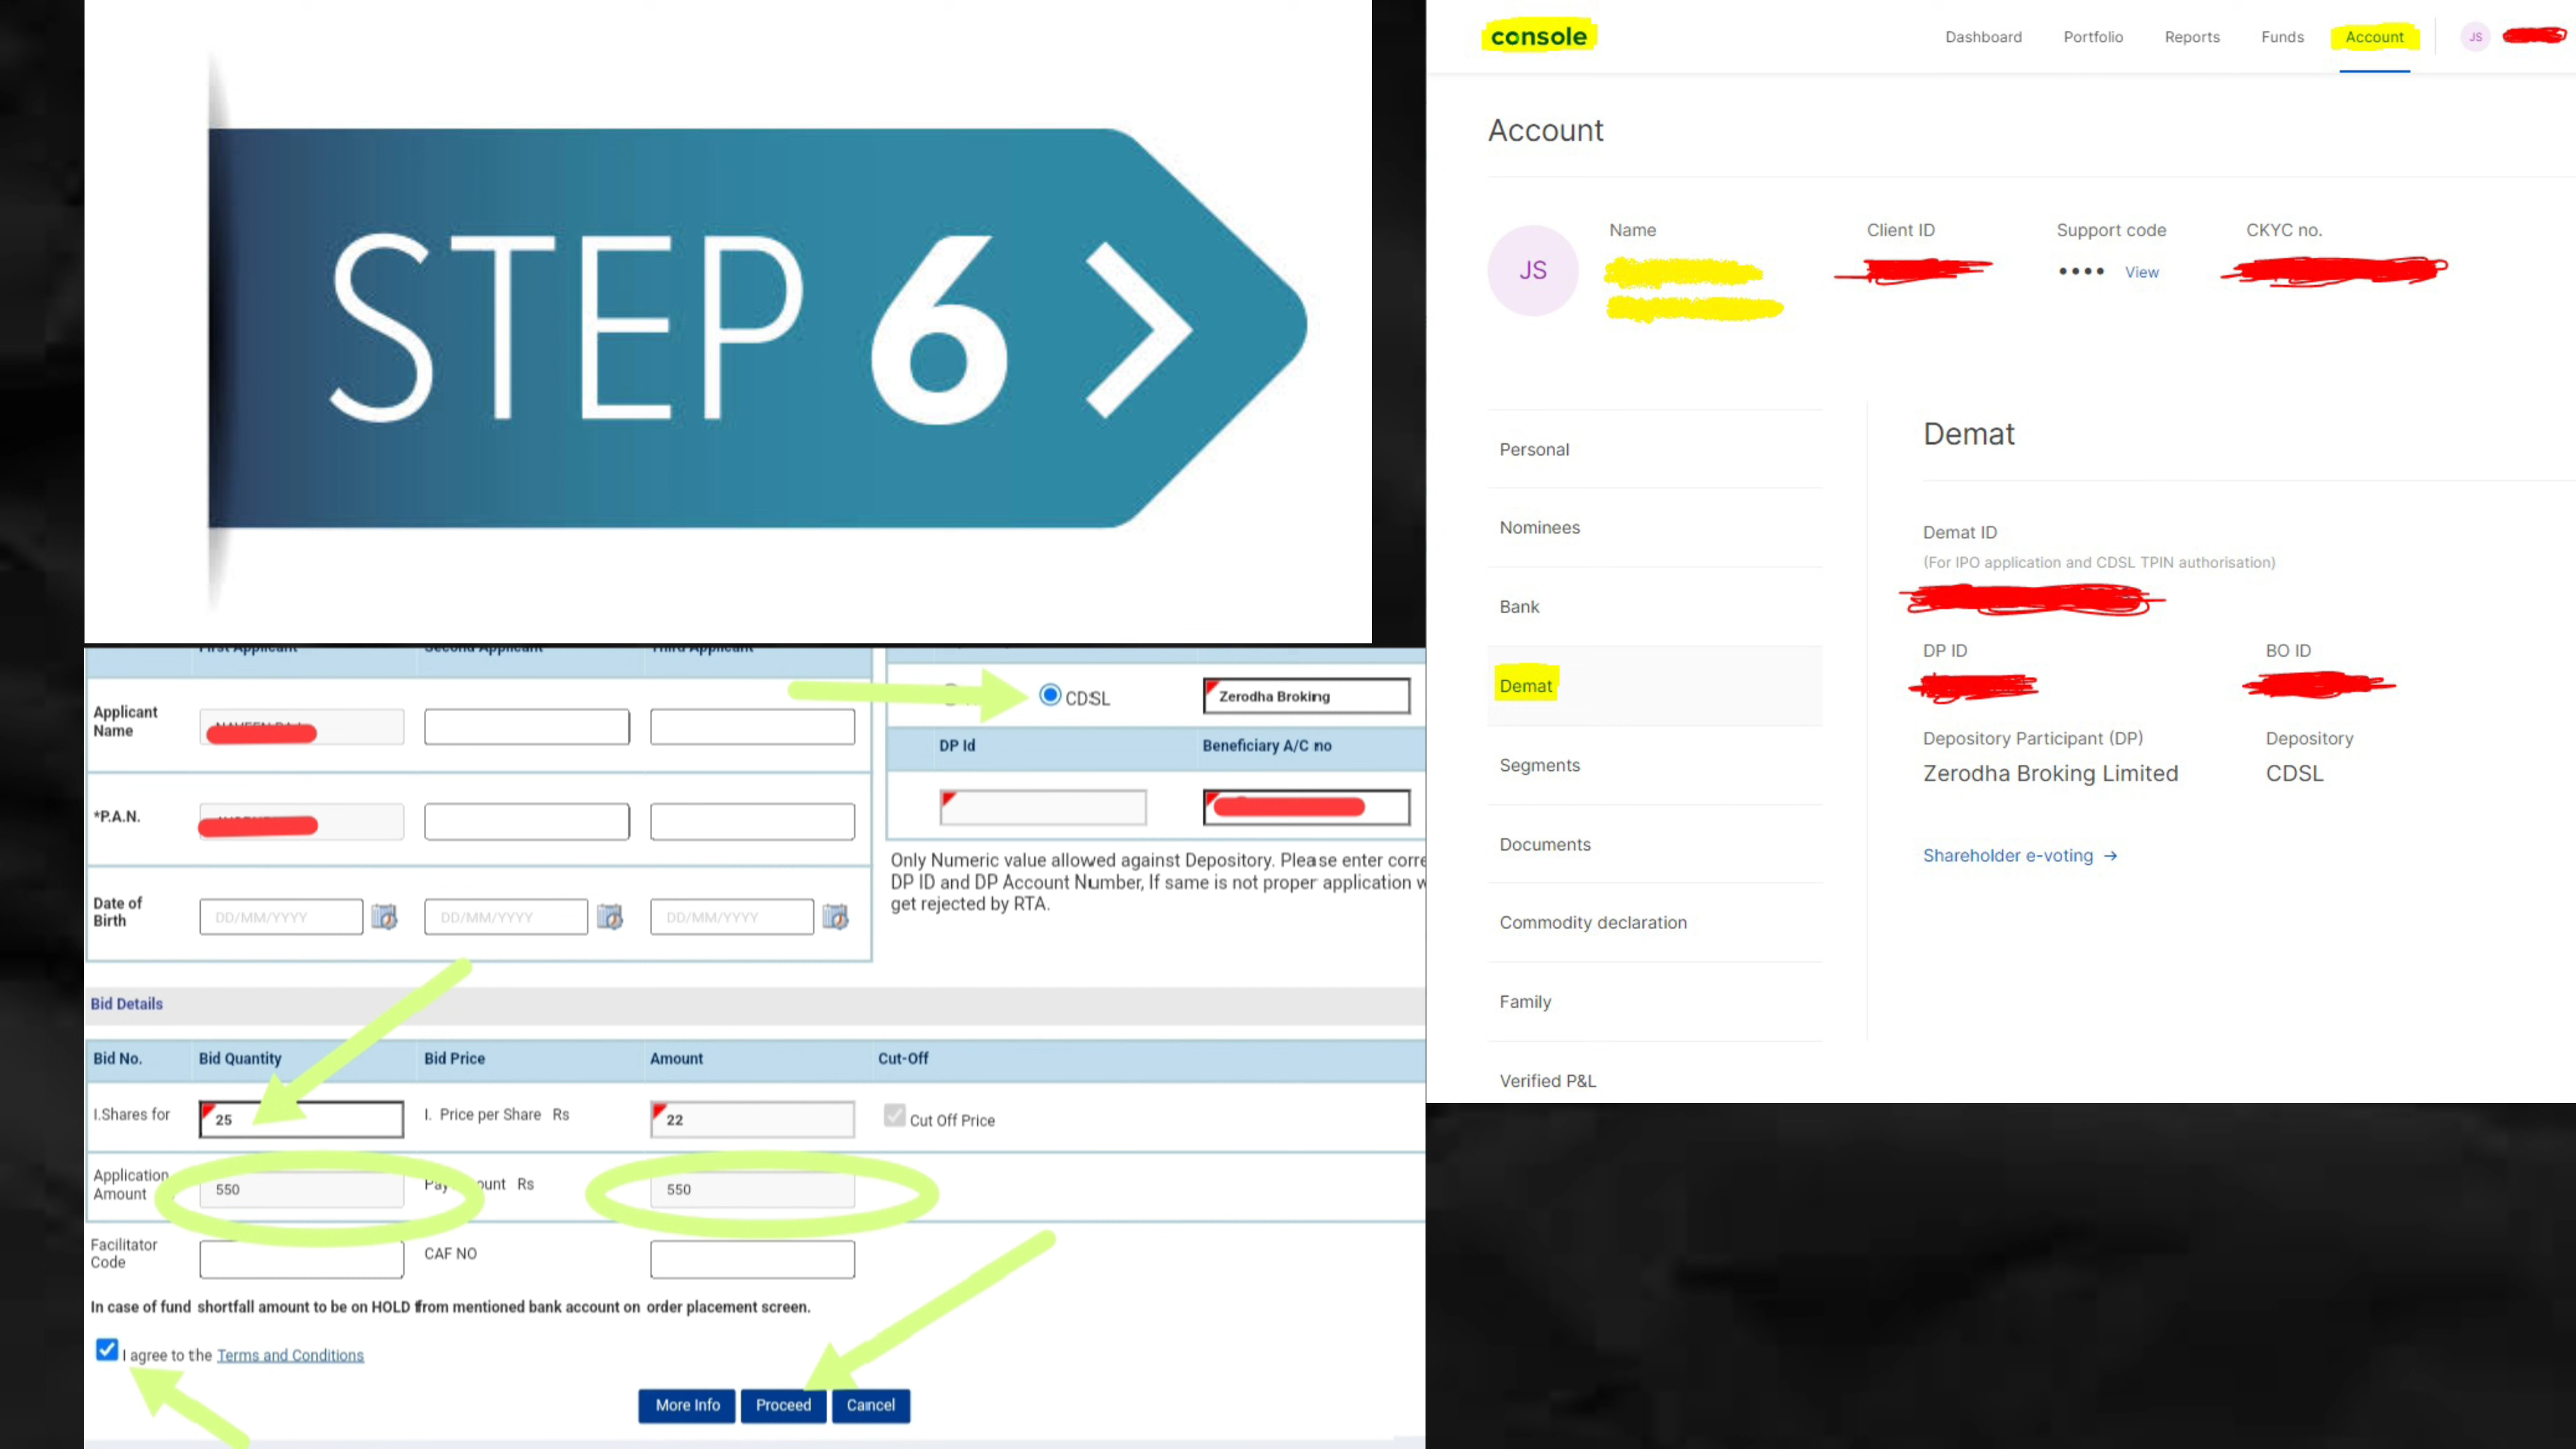 STEP 6 >
console
Dashboard Portfolio Reports Funds Account JS
Account
JS
Name Client ID Support code CKYC no.
•••• View
Personal
Nominees
Bank
Demat
Segments
Documents
Commodity declaration
Family
Verified P&L
Demat
Demat ID
(For IPO application and CDSL TPIN authorisation)
DP ID BO ID
Depository Participant (DP) Depository
Zerodha Broking Limited CDSL
Shareholder e-voting →
First Applicant Second Applicant Third Applicant
Applicant
Name
*P.A.N.
Date of
Birth
DD/MM/YYYY DD/MM/YYYY DD/MM/YYYY
CDSL Zerodha Broking
DP Id Beneficiary A/C no
Only Numeric value allowed against Depository. Please enter corre
DP ID and DP Account Number, If same is not proper application w
get rejected by RTA.
Bid Details
Bid No. Bid Quantity Bid Price Amount Cut-Off
I.Shares for 25 I. Price per Share Rs 22 Cut Off Price
Application
Amount 550 Rs 550
Facilitator
Code CAF NO
In case of fund shortfall amount to be on HOLD from mentioned bank account on order placement screen.
I agree to the Terms and Conditions
More Info Proceed Cancel